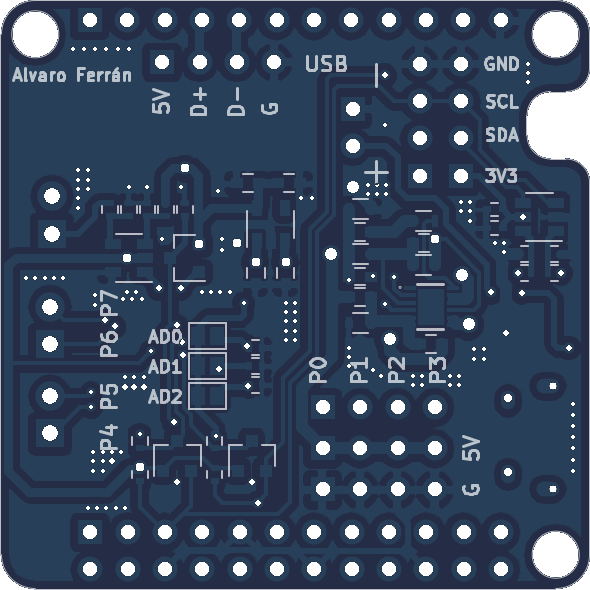 USB
GND
Alvaro Ferrán
5V D+ D- G
SCL
SDA
3V3
P6 P7
AD0
AD1
AD2
P0 P1 P2 P3
P4 P5
5V
G